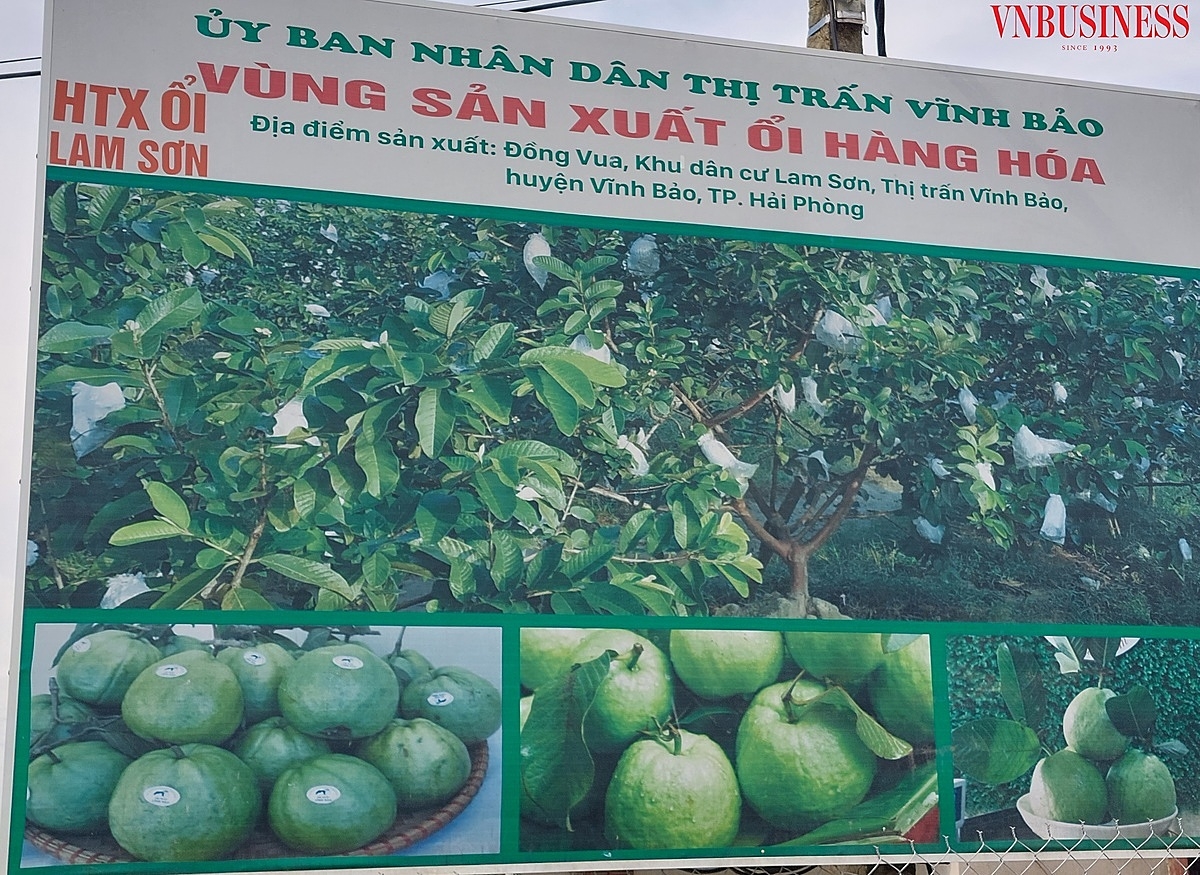 VNBUSINESS
SINCE 1993
ỦY BAN NHÂN DÂN THỊ TRẤN VĨNH BẢO
HTX ỔI
LAM SƠN
VÙNG SẢN XUẤT ỔI HÀNG HÓA
Địa điểm sản xuất: Đồng Vua, Khu dân cư Lam Sơn, Thị trấn Vĩnh Bảo,
huyện Vĩnh Bảo, TP. Hải Phòng